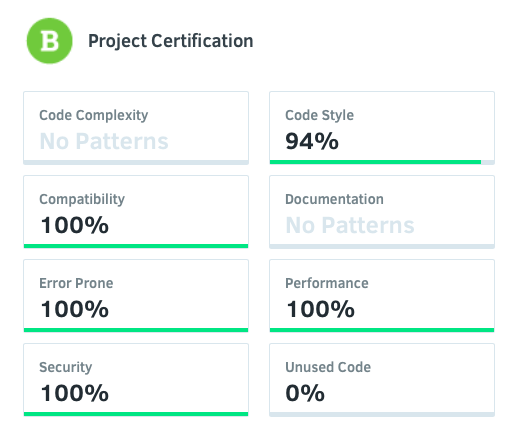 B Project Certification
Code Complexity
No Patterns
Code Style
94%
Compatibility
100%
Documentation
No Patterns
Error Prone
100%
Performance
100%
Security
100%
Unused Code
0%